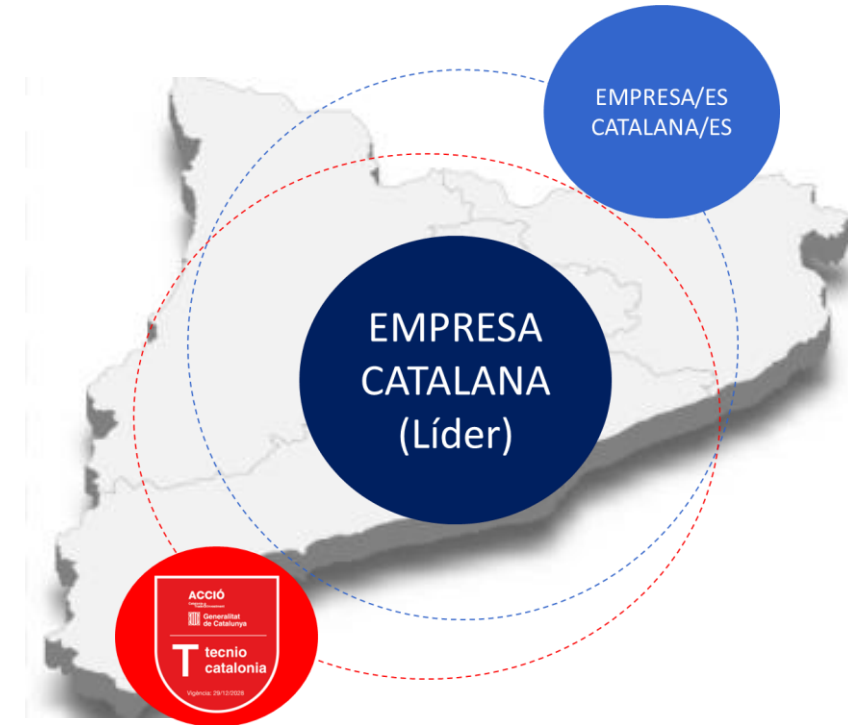 EMPRESA/ES
CATALANA/ES
EMPRESA
CATALANA
(Líder)
ACCIÓ
Generalitat
de Catalunya
T tecnio
catalonia
Vigència: 29/12/2028